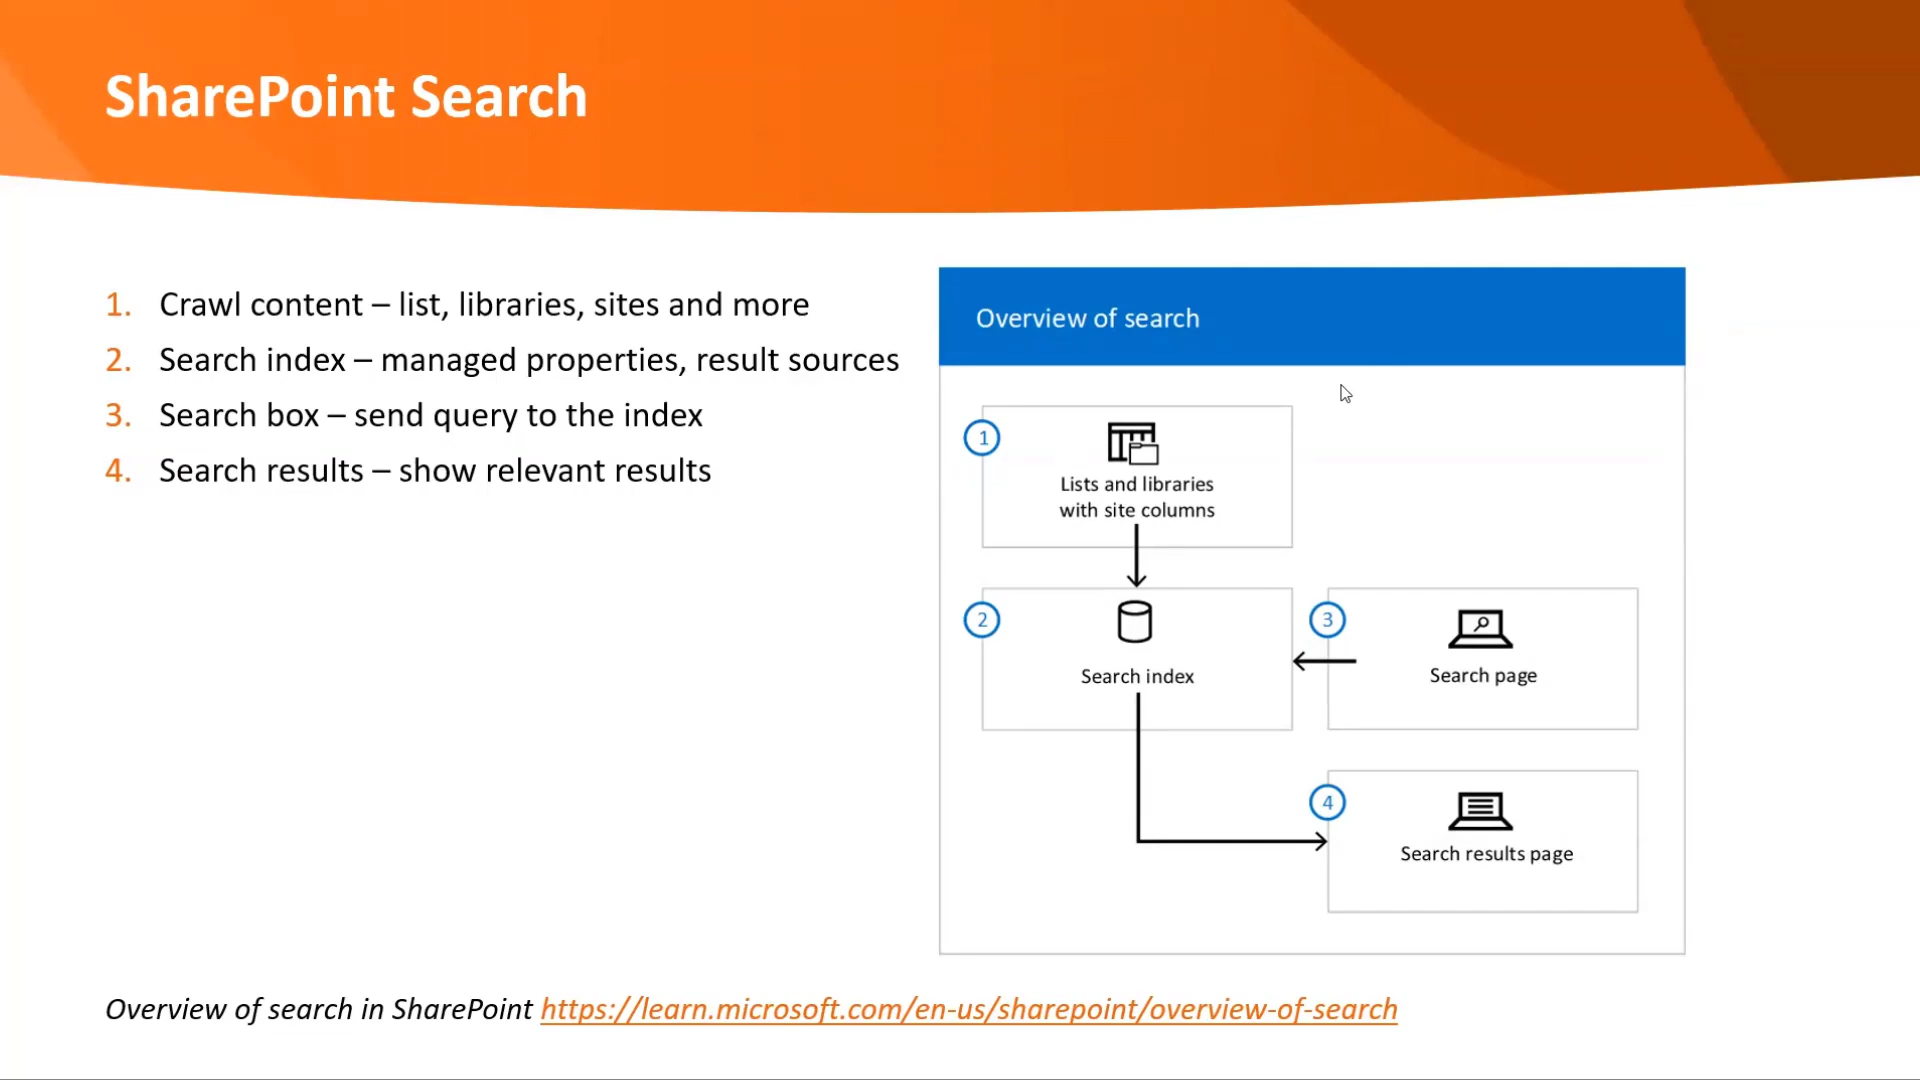 SharePoint Search
1. Crawl content – list, libraries, sites and more
2. Search index – managed properties, result sources
3. Search box – send query to the index
4. Search results – show relevant results
Overview of search
1
Lists and libraries
with site columns
2
Search index
3
Search page
4
Search results page
Overview of search in SharePoint https://learn.microsoft.com/en-us/sharepoint/overview-of-search